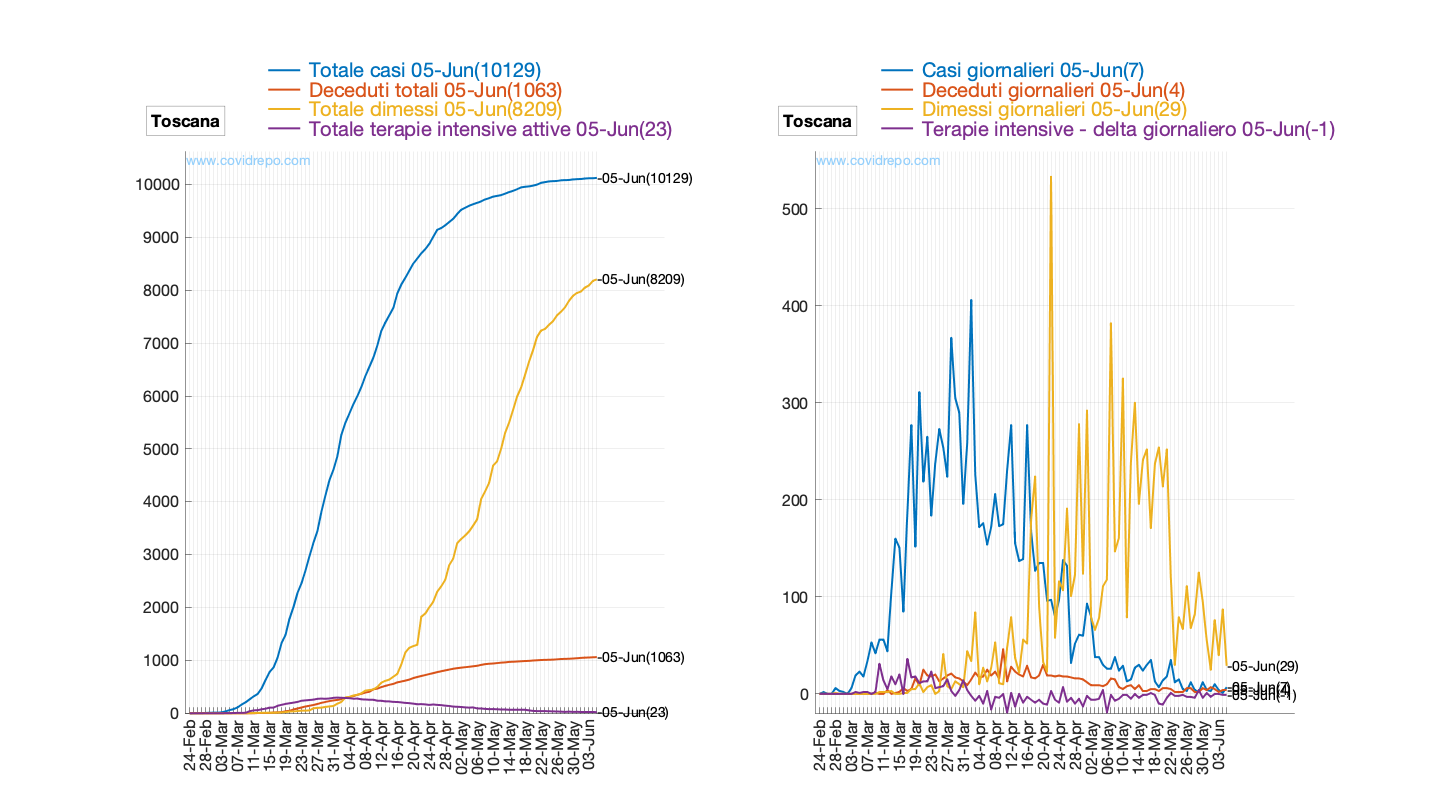 Totale casi 05-Jun(10129)
Deceduti totali 05-Jun(1063)
Totale dimessi 05-Jun(8209)
Totale terapie intensive attive 05-Jun(23)
Toscana
www.covidrepo.com
10000
9000
8000
7000
6000
5000
4000
3000
2000
1000
0
-05-Jun(10129)
-05-Jun(8209)
-05-Jun(1063)
-05-Jun(23)
24-Feb
28-Feb
03-Mar
07-Mar
11-Mar
15-Mar
19-Mar
23-Mar
27-Mar
31-Mar
04-Apr
08-Apr
12-Apr
16-Apr
20-Apr
24-Apr
28-Apr
02-May
06-May
10-May
14-May
18-May
22-May
26-May
30-May
03-Jun
Casi giornalieri 05-Jun(7)
Deceduti giornalieri 05-Jun(4)
Dimessi giornalieri 05-Jun(29)
Terapie intensive - delta giornaliero 05-Jun(-1)
Toscana
www.covidrepo.com
500
400
300
200
100
0
-05-Jun(29)
-05-Jun(7)
-05-Jun(4)
-05-Jun(-1)
24-Feb
28-Feb
03-Mar
07-Mar
11-Mar
15-Mar
19-Mar
23-Mar
27-Mar
31-Mar
04-Apr
08-Apr
12-Apr
16-Apr
20-Apr
24-Apr
28-Apr
02-May
06-May
10-May
14-May
18-May
22-May
26-May
30-May
03-Jun